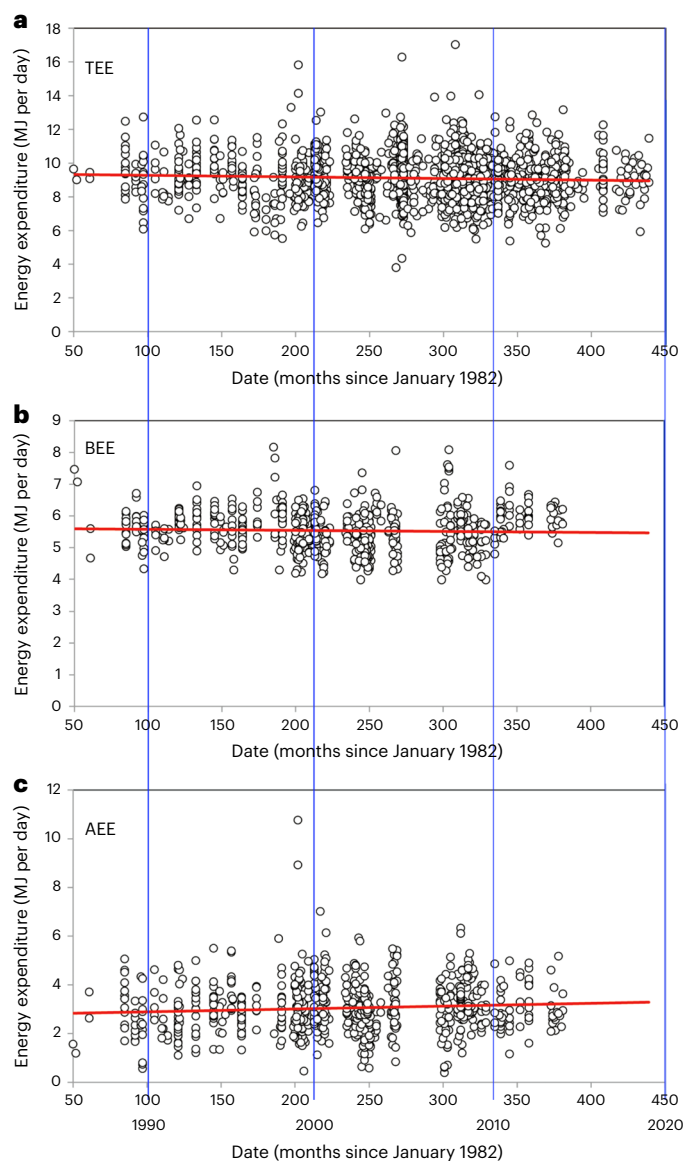 a
18
16
14
12
10
8
6
4
2
0
TEE
Energy expenditure (MJ per day)
50 100 150 200 250 300 350 400 450
Date (months since January 1982)
b
9
8
7
6
5
4
3
2
1
0
BEE
Energy expenditure (MJ per day)
50 100 150 200 250 300 350 400 450
Date (months since January 1982)
c
12
10
8
6
4
2
0
AEE
Energy expenditure (MJ per day)
50 100 150 200 250 300 350 400 450
1990 2000 2010 2020
Date (months since January 1982)